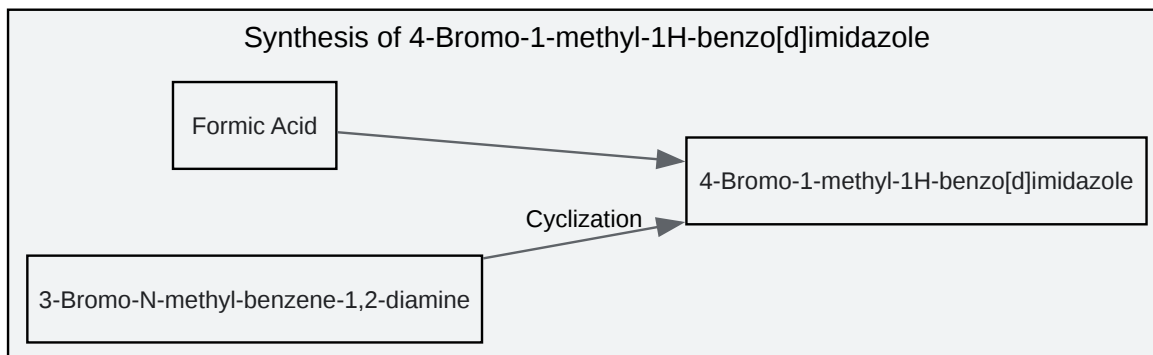 Synthesis of 4-Bromo-1-methyl-1H-benzo[d]imidazole
Formic Acid
4-Bromo-1-methyl-1H-benzo[d]imidazole
Cyclization
3-Bromo-N-methyl-benzene-1,2-diamine